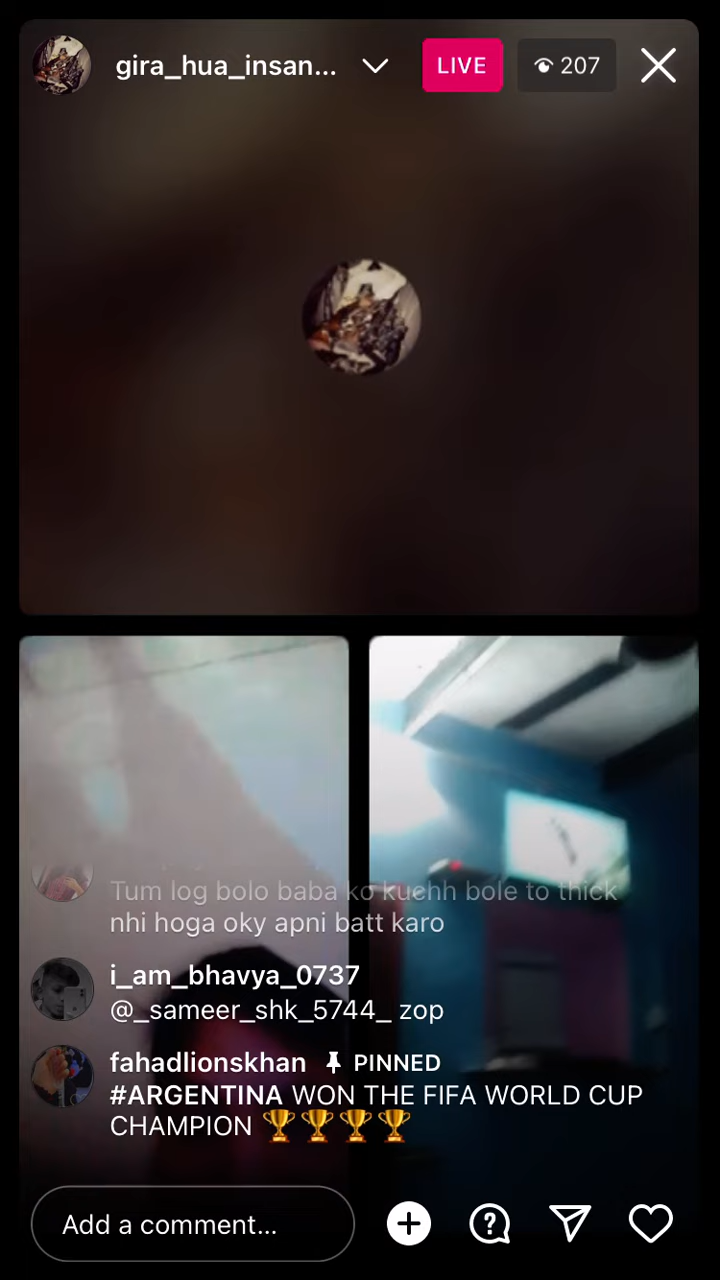 gira_hua_insan...
LIVE
207
Tum log bolo baba ko kuchh bole to thick
nhi hoga oky apni batt karo
i_am_bhavya_0737
@_sameer_shk_5744_ zop
fahadlionskhan PINNED
#ARGENTINA WON THE FIFA WORLD CUP
CHAMPION 🏆🏆🏆🏆
Add a comment...